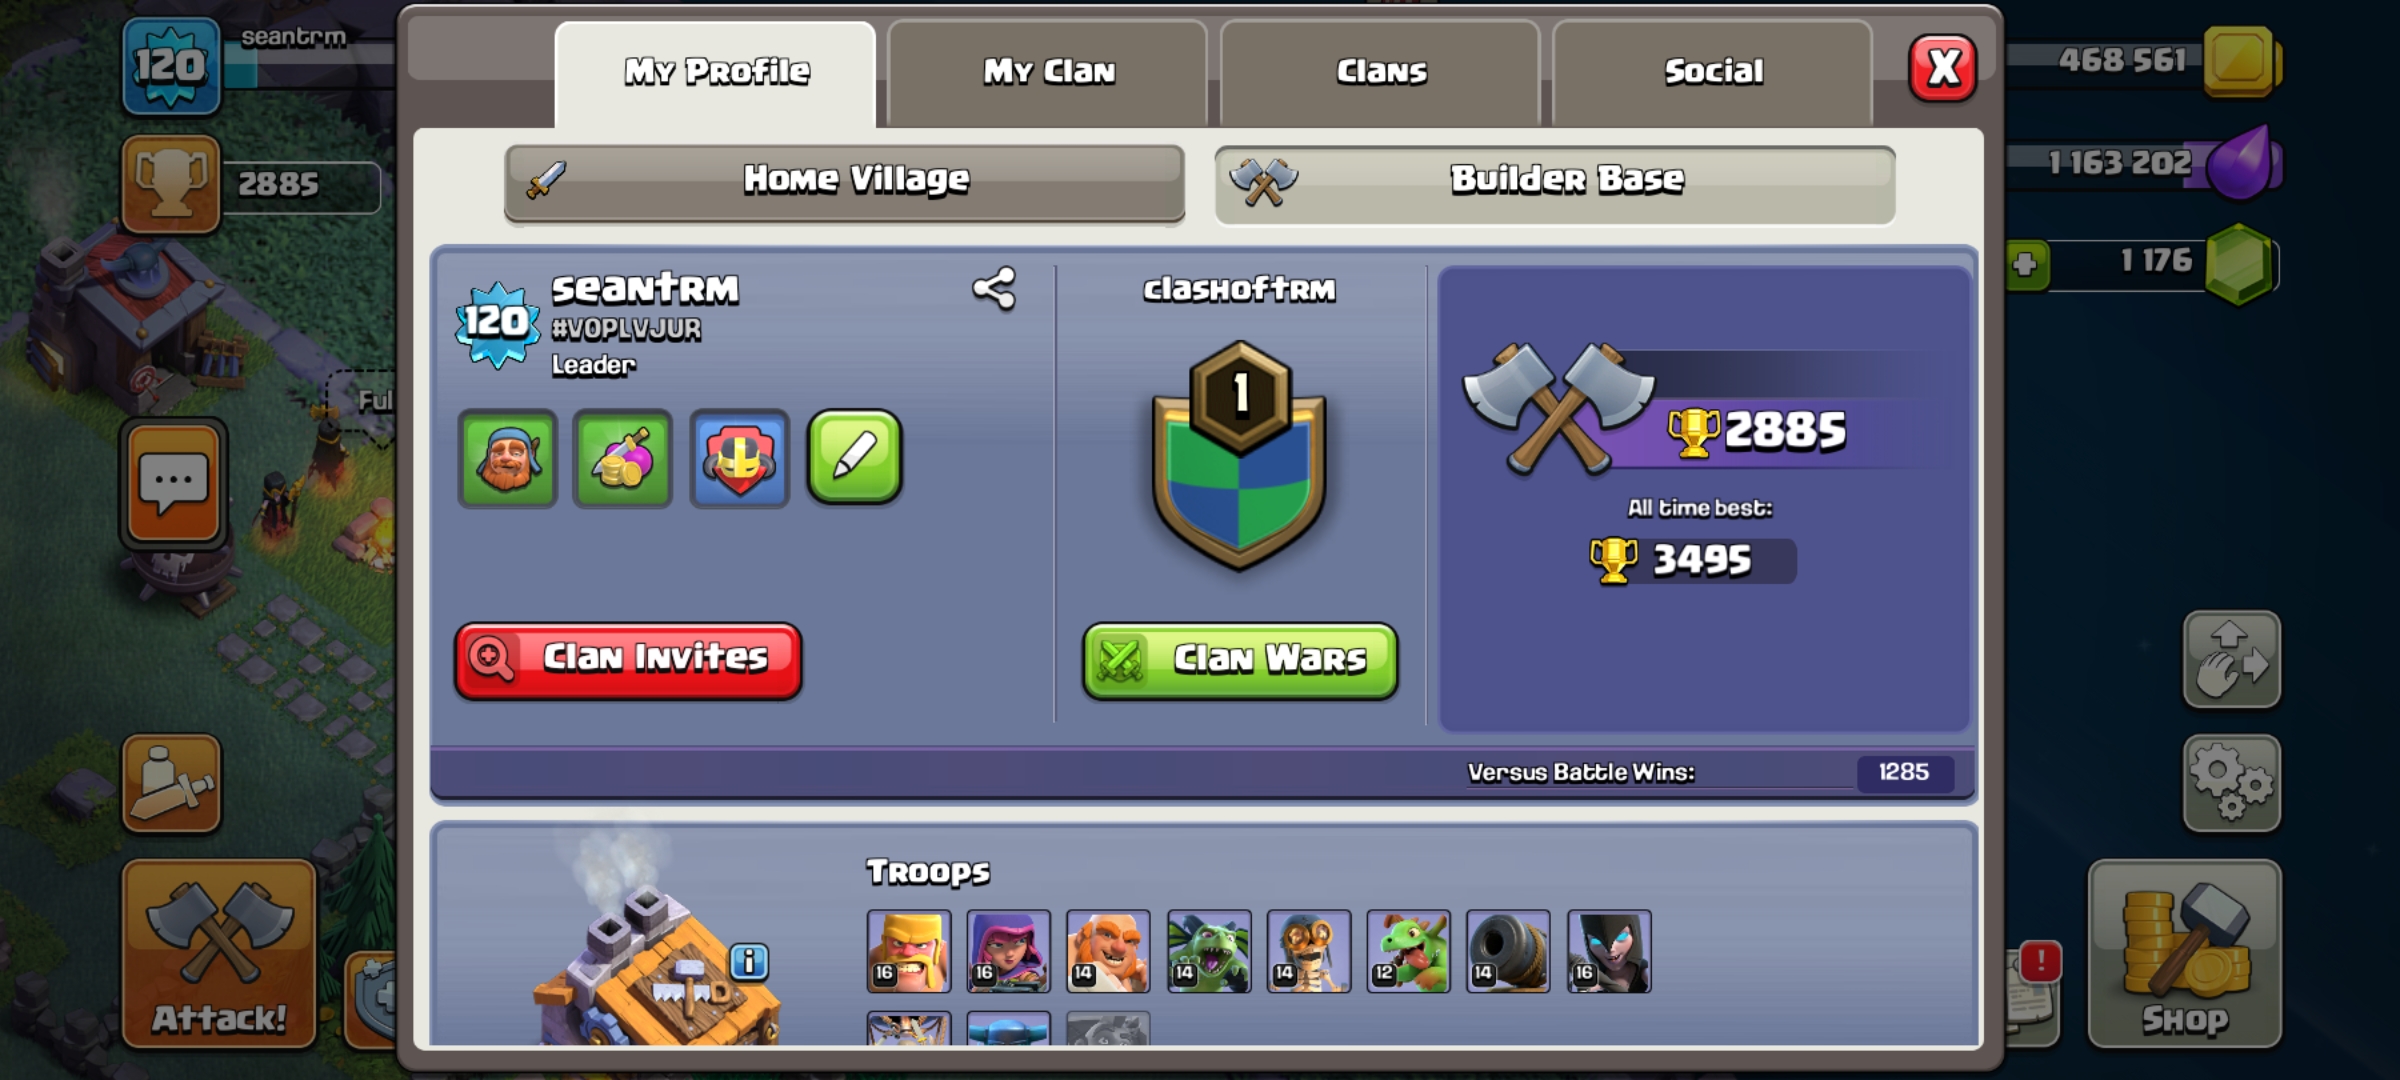 120
seantrm
2885
My Profile
My Clan
Clans
Social
X
468 561
1 163 202
1 176
Home Village
Builder Base
120
seantrm
#V0PLVJUR
Leader
clashoftrm
1
2885
All time best:
3495
Clan Invites
Clan Wars
Versus Battle Wins:
1285
Ful
Troops
16
16
14
14
14
12
14
16
i
!
Attack!
Shop